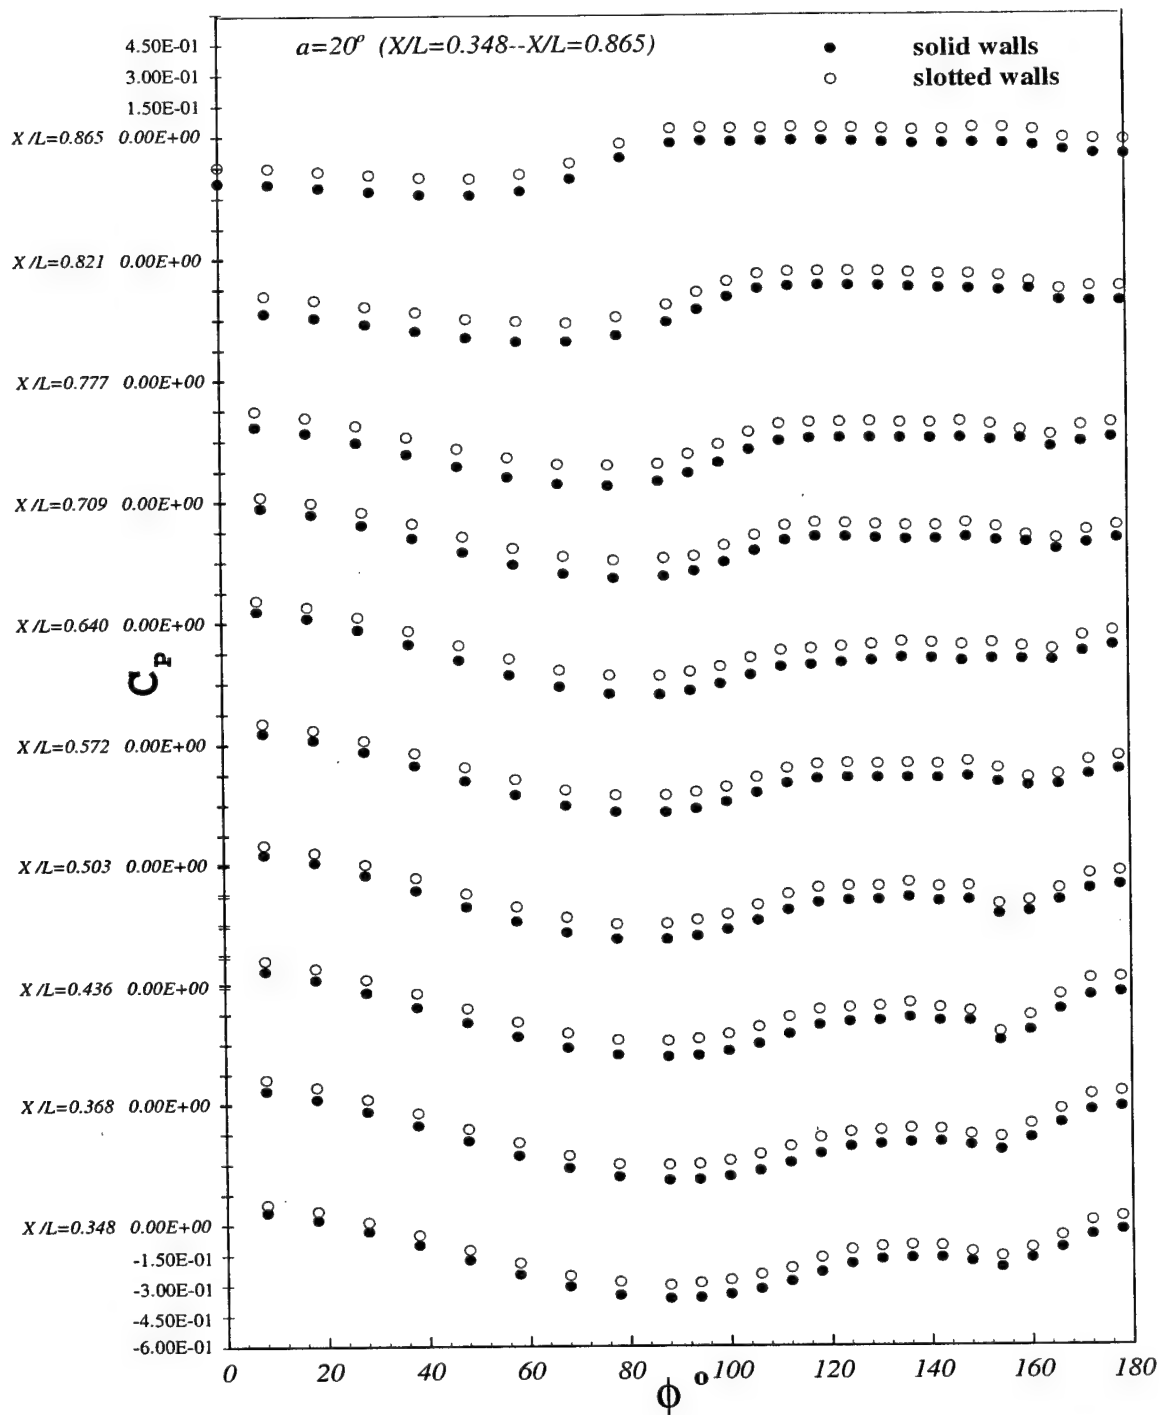 4.50E-01
a=20° (X/L=0.348--X/L=0.865)
solid walls
3.00E-01
slotted walls
1.50E-01
X/L=0.865 0.00E+00
X/L=0.821 0.00E+00
X/L=0.777 0.00E+00
X/L=0.709 0.00E+00
X/L=0.640 0.00E+00
Cp
X/L=0.572 0.00E+00
X/L=0.503 0.00E+00
X/L=0.436 0.00E+00
X/L=0.368 0.00E+00
X/L=0.348 0.00E+00
-1.50E-01
-3.00E-01
-4.50E-01
-6.00E-01
0 20 40 60 80 100 120 140 160 180
ϕ °